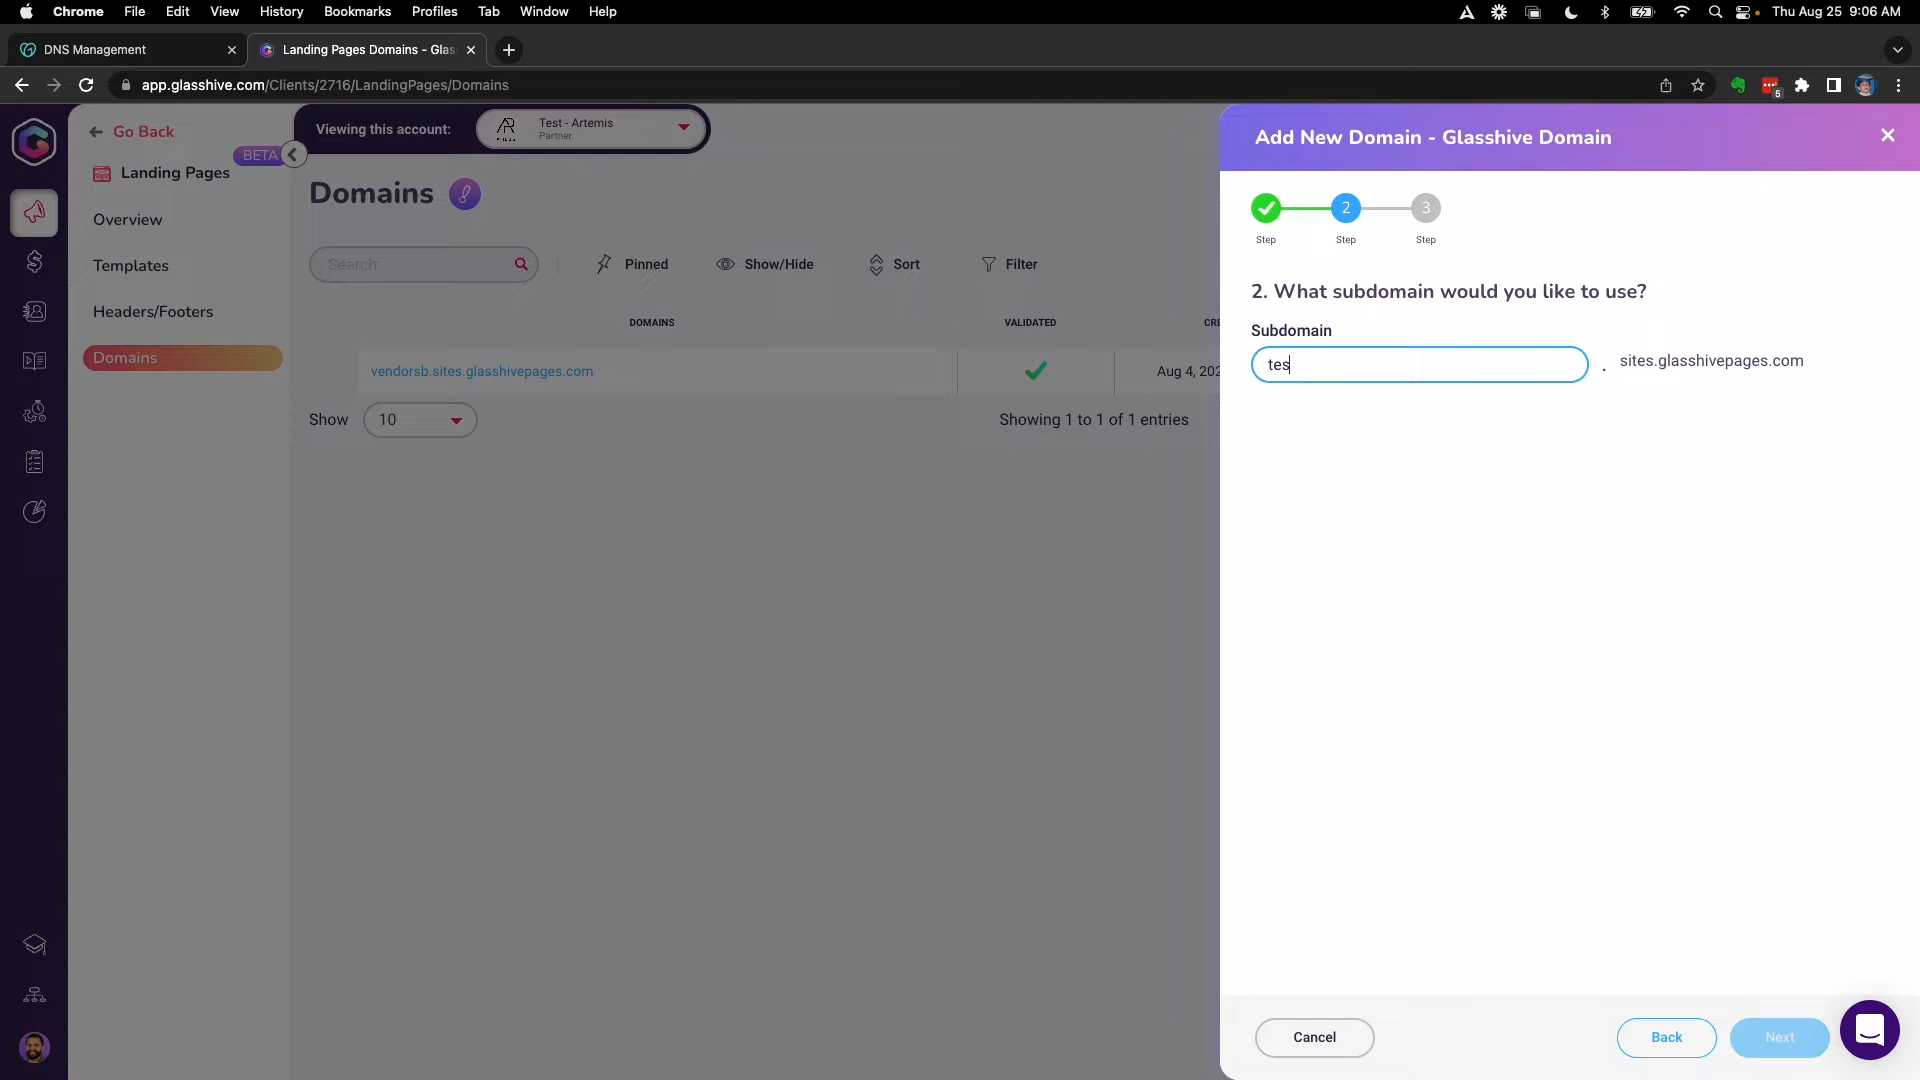 Chrome File Edit View History Bookmarks Profiles Tab Window Help Thu Aug 25 9:06 AM
DNS Management
Landing Pages Domains - Glas
app.glasshive.com/Clients/2716/LandingPages/Domains
5
Go Back
BETA
Landing Pages
Overview
Templates
Headers/Footers
Domains
Viewing this account:
Test - Artemis
Partner
Domains
Search
Pinned
Show/Hide
Sort
Filter
DOMAINS
VALIDATED
CRE
vendorsb.sites.glasshivepages.com
Aug 4, 202
Show
10
Showing 1 to 1 of 1 entries
Add New Domain - Glasshive Domain
2
3
Step
Step
Step
2. What subdomain would you like to use?
Subdomain
tes
. sites.glasshivepages.com
Cancel
Back
Next